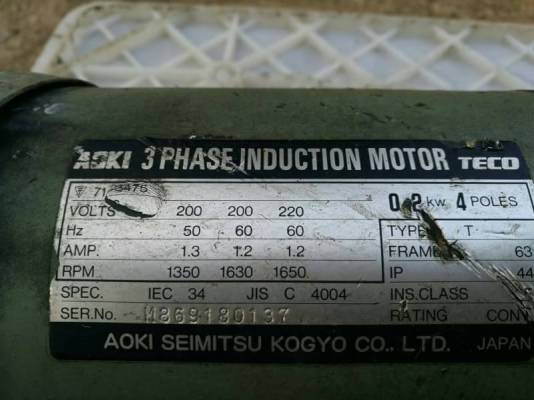 AOKI 3 PHASE INDUCTION MOTOR TECO
VOLTS 200 200 220
Hz 50 60 60
AMP. 1.3 1.2 1.2
RPM 1350 1630 1650
SPEC. IEC 34 JIS C 4004
SER.No. M869180137
0.2 KW 4 POLES
TYPE T
FRAME 63
IP 44
INS.CLASS
RATING CONT
AOKI SEIMITSU KOGYO CO., LTD. JAPAN